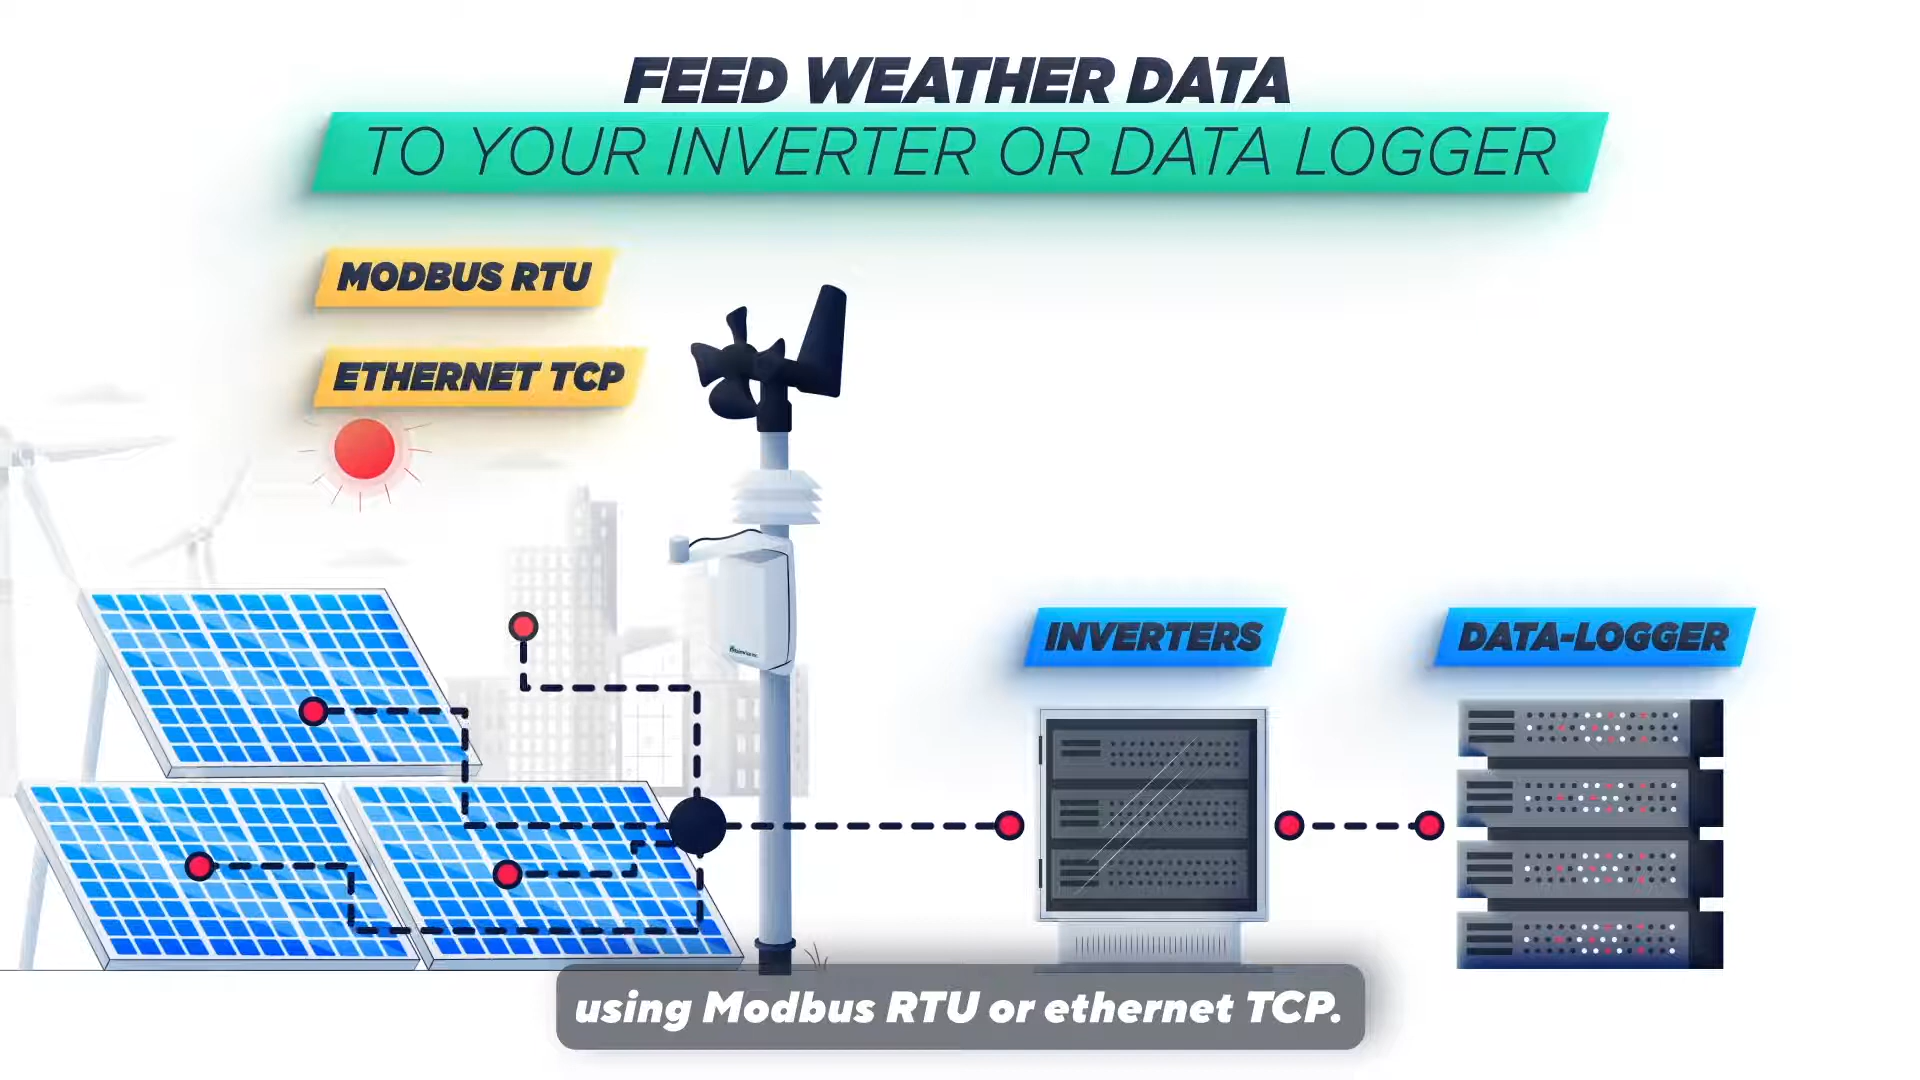 FEED WEATHER DATA
TO YOUR INVERTER OR DATA LOGGER
MODBUS RTU
ETHERNET TCP
INVERTERS
DATA-LOGGER
using Modbus RTU or ethernet TCP.